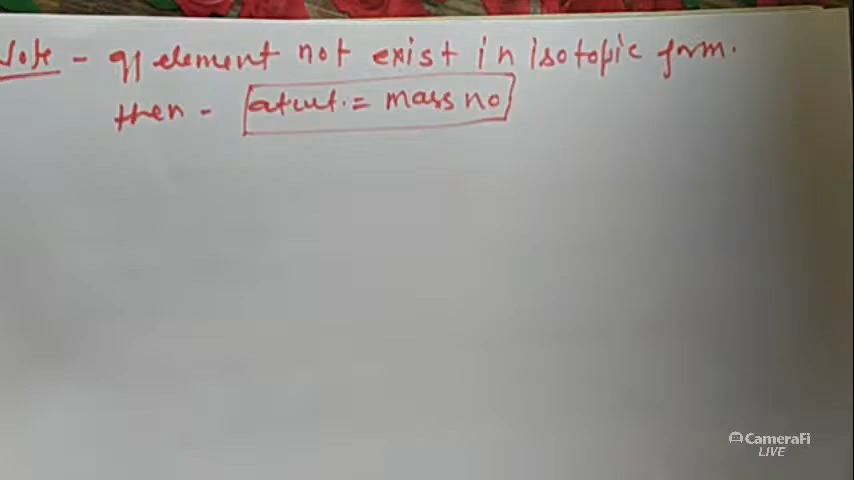 Note - If element not exist in isotopic form.
then - at wt. = mass no
CameraFi
LIVE